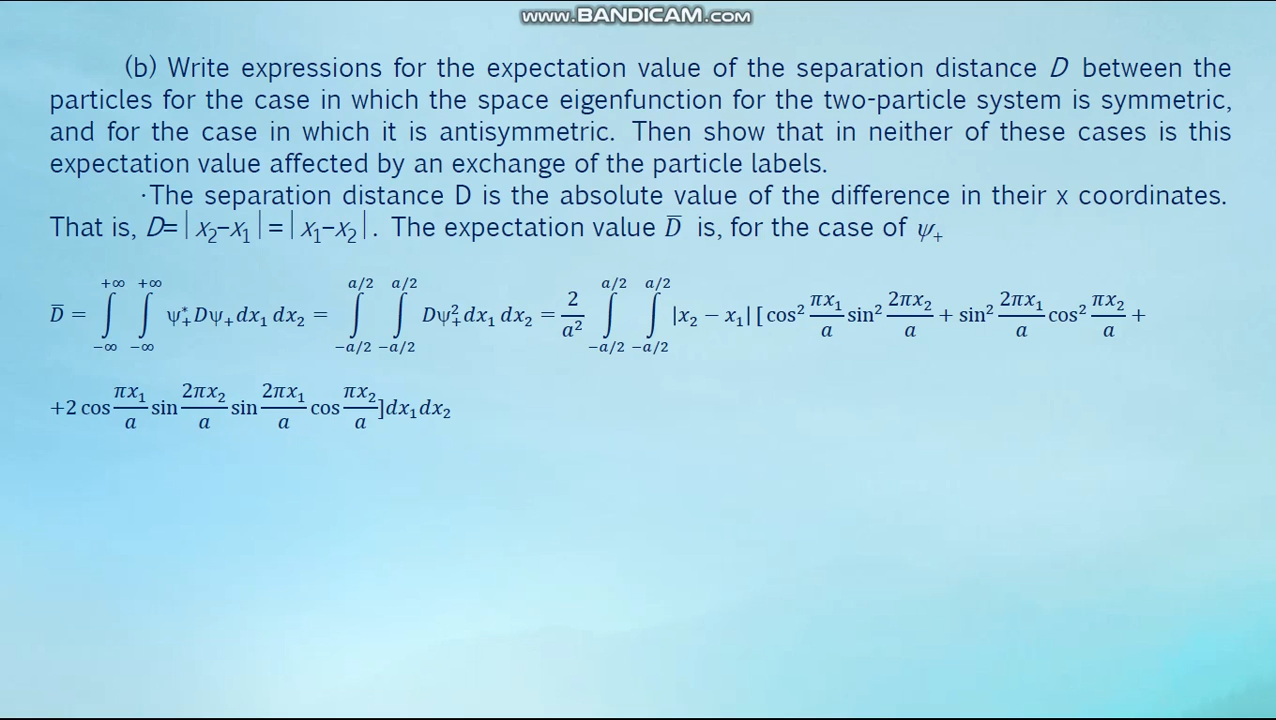 www.BANDICAM.com
(b) Write expressions for the expectation value of the separation distance D between the
particles for the case in which the space eigenfunction for the two-particle system is symmetric,
and for the case in which it is antisymmetric. Then show that in neither of these cases is this
expectation value affected by an exchange of the particle labels.
·The separation distance D is the absolute value of the difference in their x coordinates.
That is, D=|x₂−x₁|=|x₁−x₂|. The expectation value D̅ is, for the case of ψ₊
D̅ = ∫_{−∞}^{+∞} ∫_{−∞}^{+∞} ψ₊* D ψ₊ dx₁ dx₂ = ∫_{−a/2}^{a/2} ∫_{−a/2}^{a/2} D ψ₊² dx₁ dx₂ = 2/a² ∫_{−a/2}^{a/2} ∫_{−a/2}^{a/2} |x₂ − x₁| [ cos² πx₁/a sin² 2πx₂/a + sin² 2πx₁/a cos² πx₂/a +
+2 cos πx₁/a sin 2πx₂/a sin 2πx₁/a cos πx₂/a ]dx₁dx₂